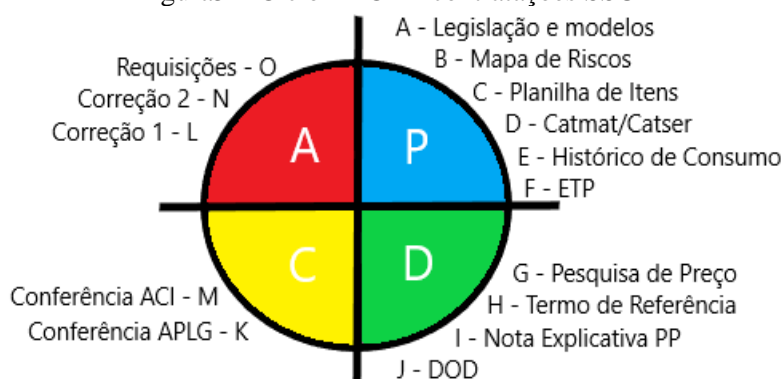 A - Legislação e modelos
B - Mapa de Riscos
C - Planilha de Itens
D - Catmat/Catser
E - Histórico de Consumo
F - ETP
G - Pesquisa de Preço
H - Termo de Referência
I - Nota Explicativa PP
J - DOD
Conferência APLG - K
Conferência ACI - M
Correção 1 - L
Correção 2 - N
Requisições - O
A
P
C
D